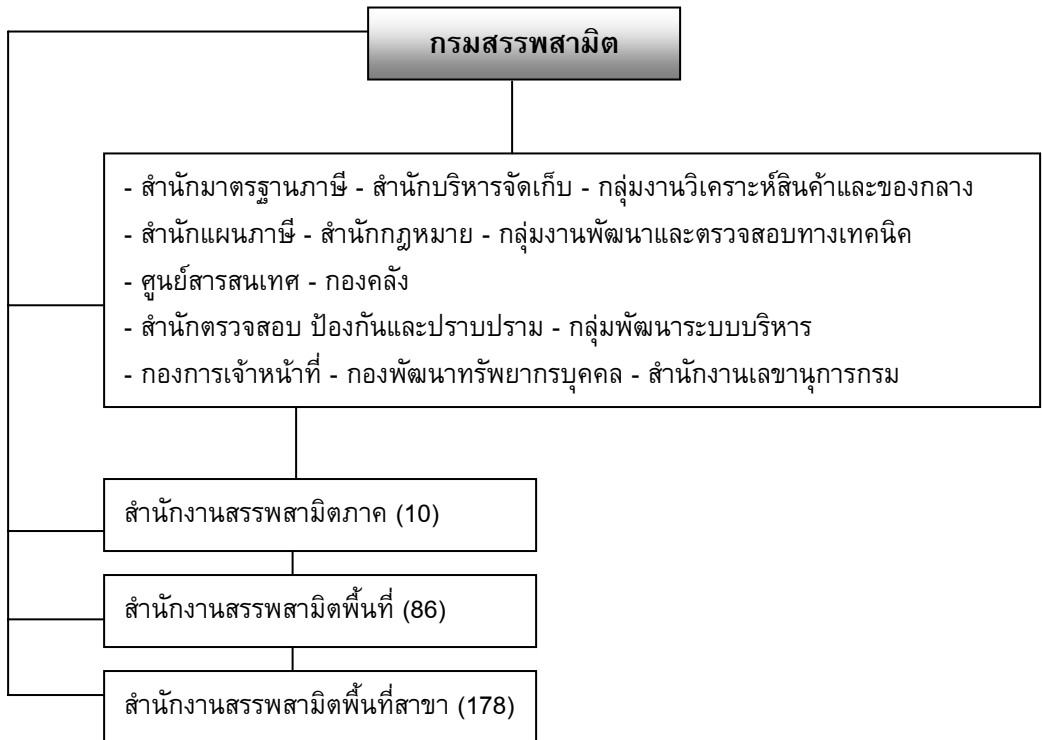 กรมสรรพสามิต
- สำนักมาตรฐานภาษี - สำนักบริหารจัดเก็บ - กลุ่มงานวิเคราะห์สินค้าและของกลาง
- สำนักแผนภาษี - สำนักกฎหมาย - กลุ่มงานพัฒนาและตรวจสอบทางเทคนิค
- ศูนย์สารสนเทศ - กองคลัง
- สำนักตรวจสอบ ป้องกันและปราบปราม - กลุ่มพัฒนาระบบบริหาร
- กองการเจ้าหน้าที่ - กองพัฒนาทรัพยากรบุคคล - สำนักงานเลขานุการกรม
สำนักงานสรรพสามิตภาค (10)
สำนักงานสรรพสามิตพื้นที่ (86)
สำนักงานสรรพสามิตพื้นที่สาขา (178)